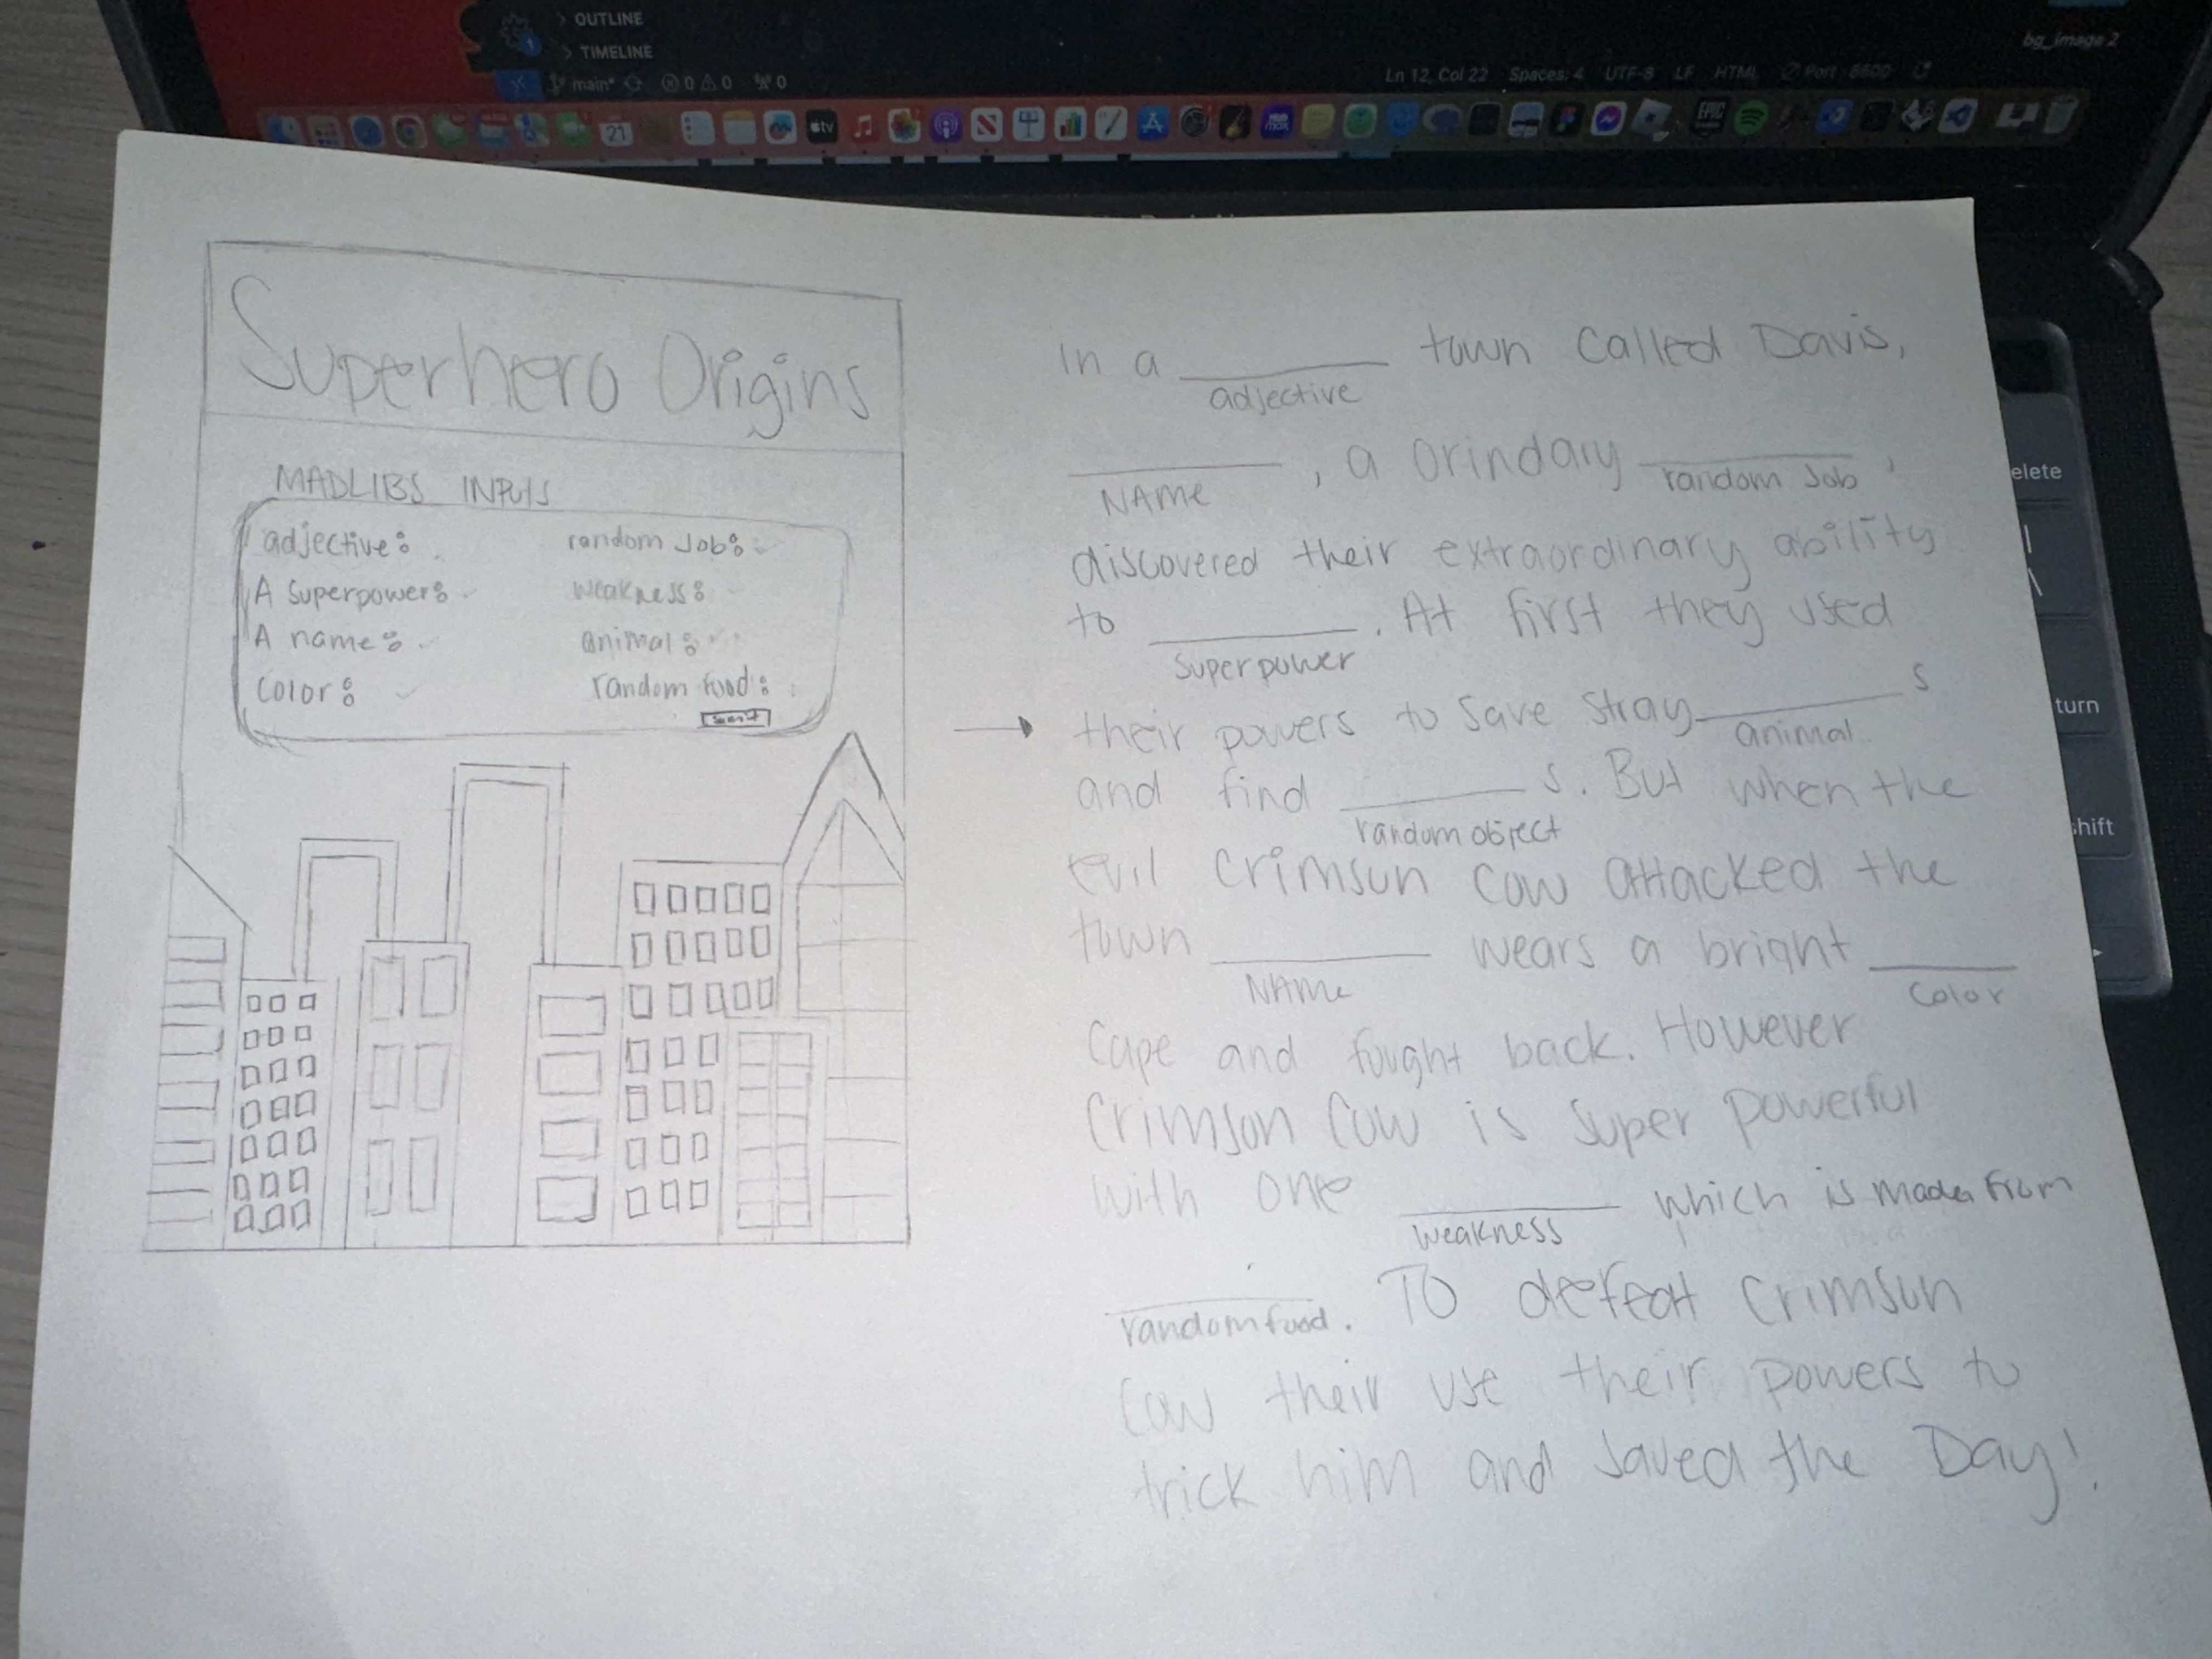 OUTLINE
TIMELINE
main*
0 0
0
Ln 12, Col 22 Spaces: 4 UTF-8 LF HTML Port : 5500
bg_image 2
21
tv
EPIC
elete
turn
shift
Superhero Origins
MADLIBS INPUTS
adjective: random Job:
A Superpower: weakness:
A name: animal:
Color: random food:
submit
In a ______ town called Davis,
adjective
______, a orindary ______,
NAMe random Job
discovered their extraordinary ability
to ______. At first they used
Superpower
their powers to save stray ______s
animal
and find ______s. But when the
random object
evil crimson cow attacked the
town ______ wears a bright ______
NAMe Color
Cape and fought back. However
Crimson Cow is super powerful
with one ______ which is made from
weakness
______
random food. TO defeat Crimson
Cow their use their powers to
trick him and saved the Day!